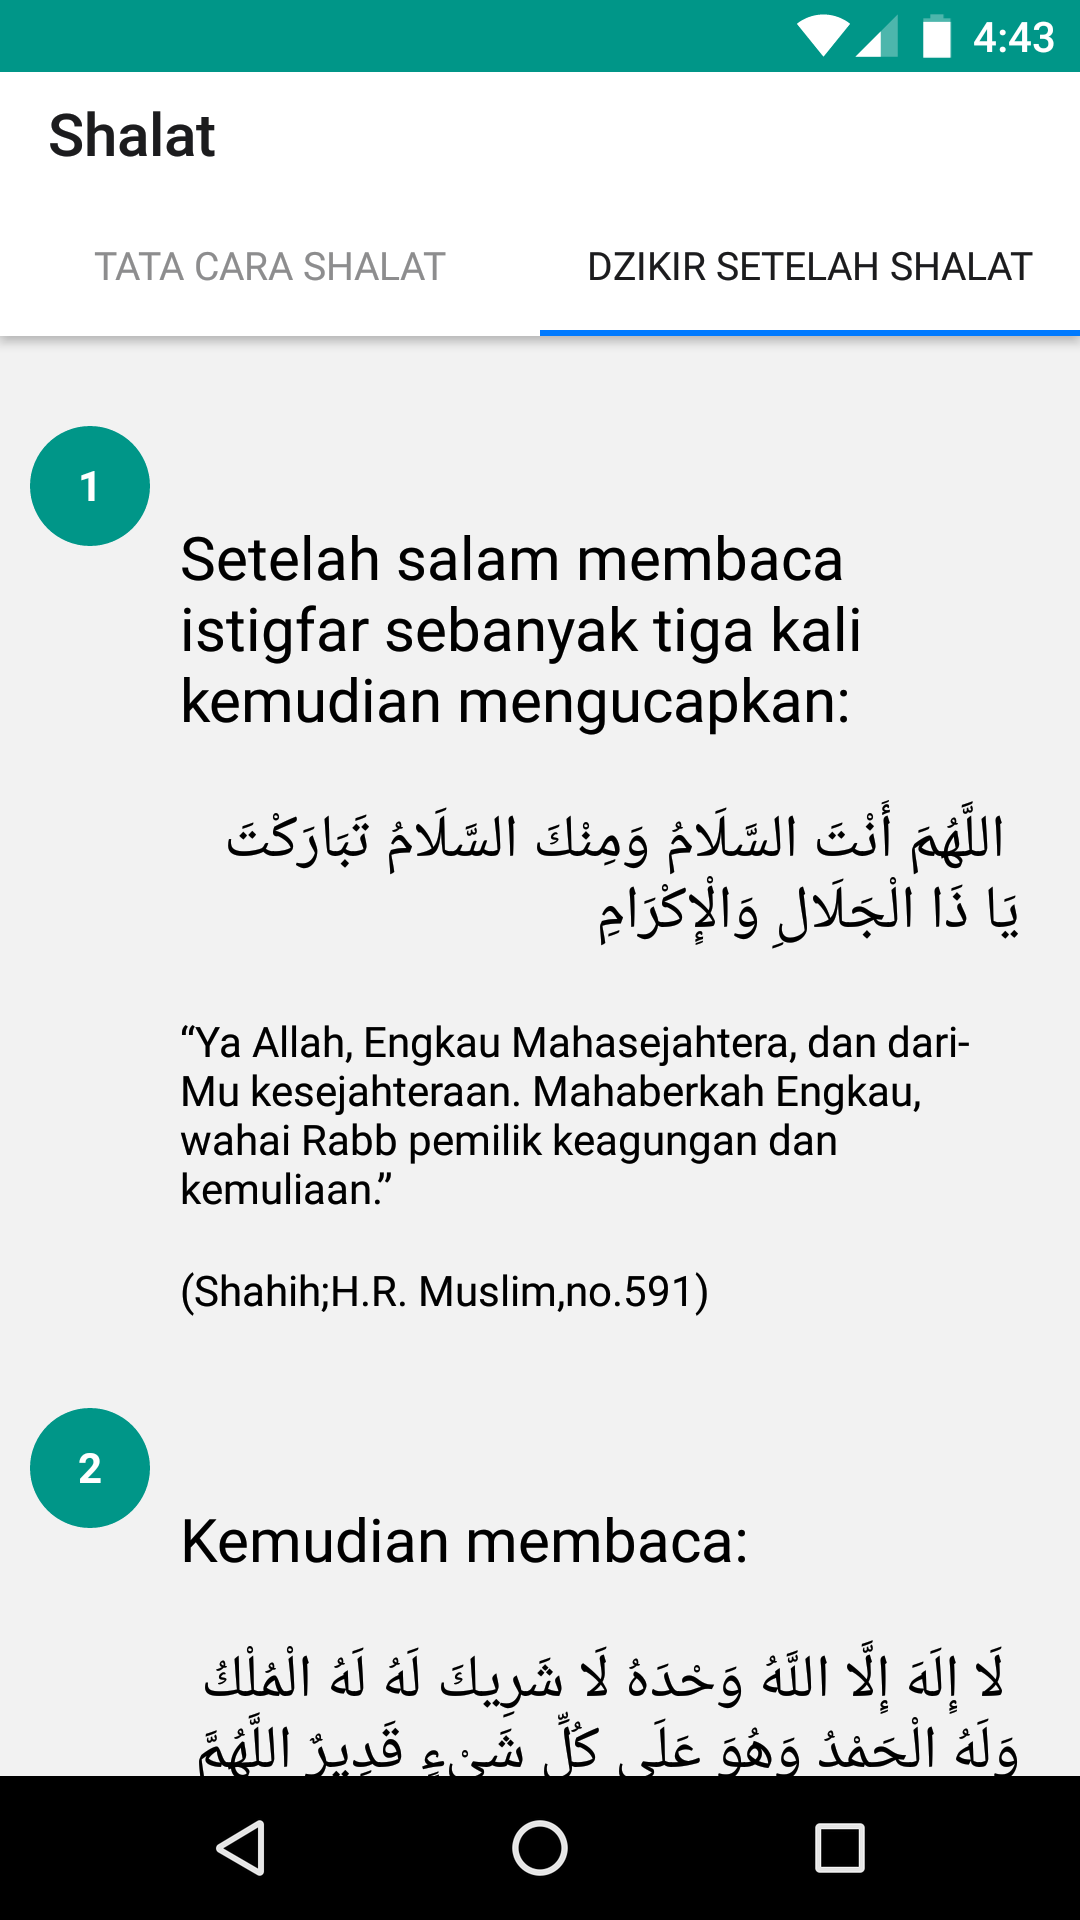 4:43
Shalat
TATA CARA SHALAT
DZIKIR SETELAH SHALAT
1
Setelah salam membaca
istigfar sebanyak tiga kali
kemudian mengucapkan:
اللَّهُمَ أَنْتَ السَّلَامُ وَمِنْكَ السَّلَامُ تَبَارَكْتَ
يَا ذَا الْجَلَالِ وَالْإِكْرَامِ
“Ya Allah, Engkau Mahasejahtera, dan dari-
Mu kesejahteraan. Mahaberkah Engkau,
wahai Rabb pemilik keagungan dan
kemuliaan.”
(Shahih;H.R. Muslim,no.591)
2
Kemudian membaca:
لَا إِلَهَ إِلَّا اللَّهُ وَحْدَهُ لَا شَرِيكَ لَهُ لَهُ الْمُلْكُ
وَلَهُ الْحَمْدُ وَهُوَ عَلَى كُلِّ شَيْءٍ قَدِيرٌ اللَّهُمَّ